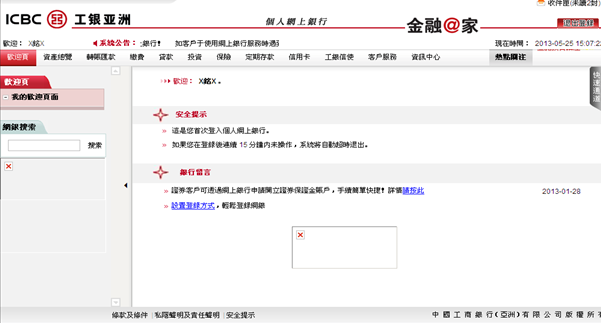 收件匣(未讀2封)
ICBC 工银亚洲
個人網上銀行
金融@家
退出登錄
歡迎： X銘X
系統公告： ;銀行! 如客戶于使用網上銀行服務時遇到
現在時間： 2013-05-25 15:07:2
歡迎頁 資產總覽 轉賬匯款 繳費 貸款 投資 保險 定期存款 信用卡 工銀信使 客戶服務 資訊中心 熱點關注
快速通道
歡迎頁
- 我的歡迎頁面
網銀搜索
搜索
歡迎： X銘X 。
安全提示
» 這是您首次登入個人網上銀行。
» 如果您在登錄後連續 15 分鐘內未操作，系統將自動超時退出。
銀行留言
» 證券客戶可透過網上銀行申請開立證券保證金賬戶，手續簡單快捷! 詳情請按此 2013-01-28
» 設置登錄方式，輕鬆登錄網銀
條款及條件 | 私隱聲明及責任聲明 | 安全提示
中國工商銀行(亞洲)有限公司版權所有